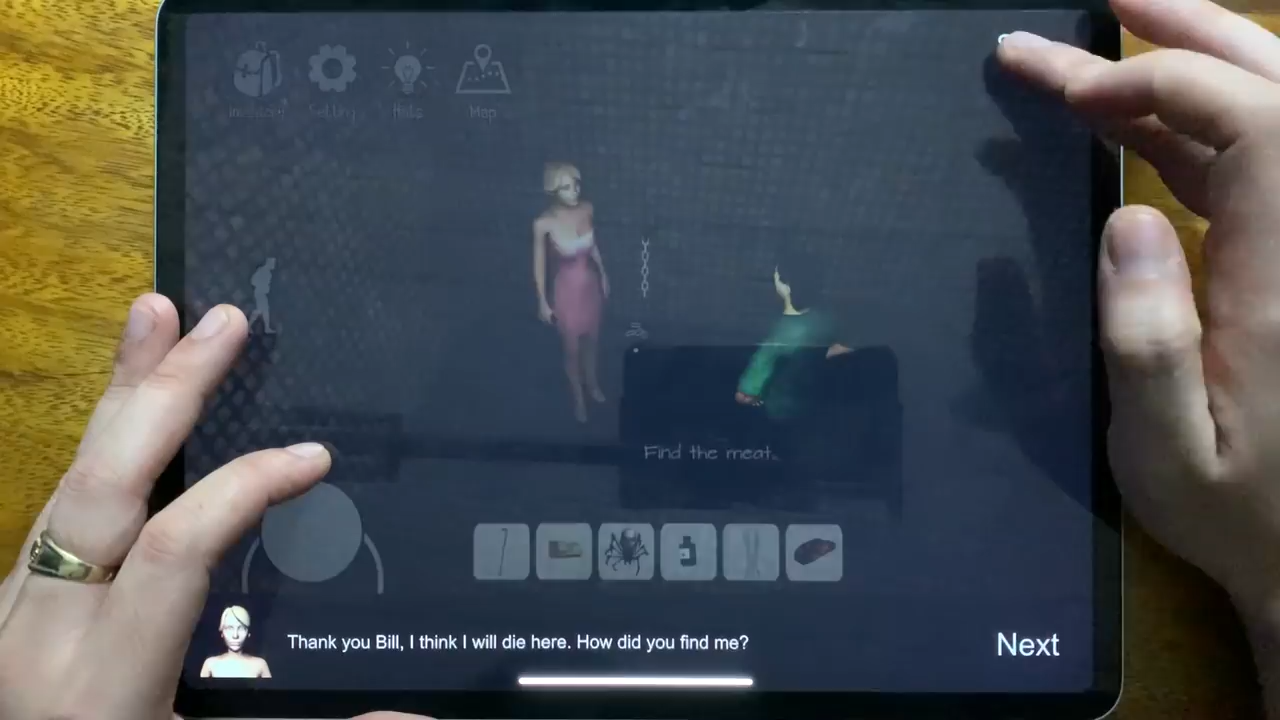 Inventory Setting Hints Map
Find the meat.
Thank you Bill, I think I will die here. How did you find me?
Next